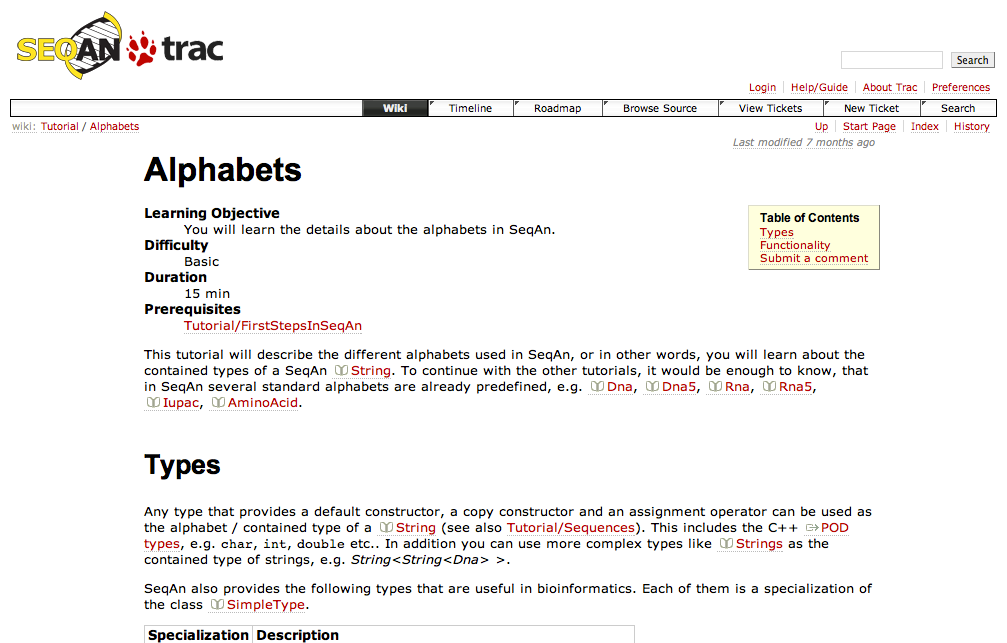 SEQAN trac
Search
Login Help/Guide About Trac Preferences
Wiki Timeline Roadmap Browse Source View Tickets New Ticket Search
wiki: Tutorial / Alphabets
Up Start Page Index History
Last modified 7 months ago
Alphabets
Learning Objective
You will learn the details about the alphabets in SeqAn.
Difficulty
Basic
Duration
15 min
Prerequisites
Tutorial/FirstStepsInSeqAn
Table of Contents
Types
Functionality
Submit a comment
This tutorial will describe the different alphabets used in SeqAn, or in other words, you will learn about the
contained types of a SeqAn String. To continue with the other tutorials, it would be enough to know, that
in SeqAn several standard alphabets are already predefined, e.g. Dna, Dna5, Rna, Rna5,
Iupac, AminoAcid.
Types
Any type that provides a default constructor, a copy constructor and an assignment operator can be used as
the alphabet / contained type of a String (see also Tutorial/Sequences). This includes the C++ POD
types, e.g. char, int, double etc.. In addition you can use more complex types like Strings as the
contained type of strings, e.g. String<String<Dna> >.
SeqAn also provides the following types that are useful in bioinformatics. Each of them is a specialization of
the class SimpleType.
Specialization Description